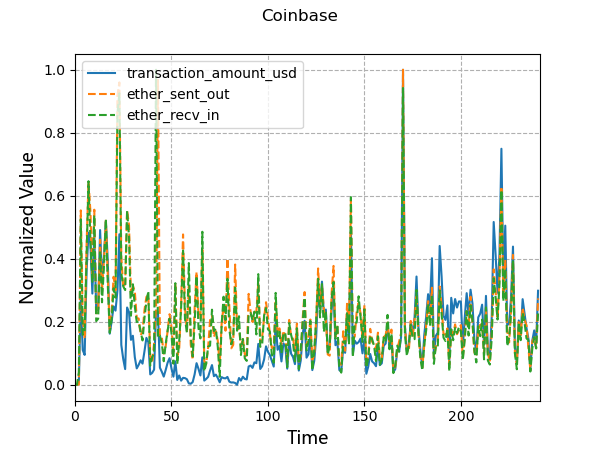 Coinbase
transaction_amount_usd
ether_sent_out
ether_recv_in
Normalized Value
1.0
0.8
0.6
0.4
0.2
0.0
0 50 100 150 200
Time